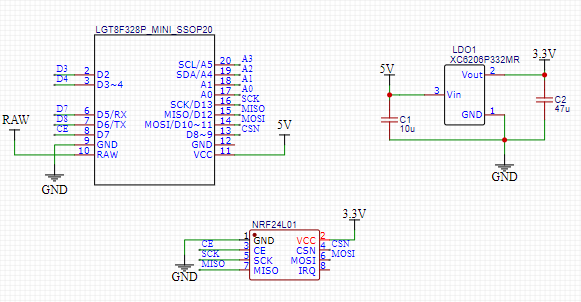 LGT8F328P_MINI_SSOP20
D3 2 D2
D4 3 D3~4
D7 6 D5/RX
D8 7 D6/TX
CE 8 D7
9 GND
10 RAW
SCL/A5 20 A3
SDA/A4 19 A2
A1 18 A1
A0 17 A0
SCK/D13 16 SCK
MISO/D12 15 MISO
MOSI/D10~11 14 MOSI
D8~9 13 CSN
GND 12
VCC 11
RAW
GND
5V
LDO1
XC6206P332MR
5V
3.3V
3 Vin
Vout 2
GND 1
C1
10u
C2
47u
GND
NRF24L01
3.3V
1 GND
CE 3 CE
SCK 5 SCK
MISO 7 MISO
VCC 2
CSN 4 CSN
MOSI 6 MOSI
IRQ 8
GND